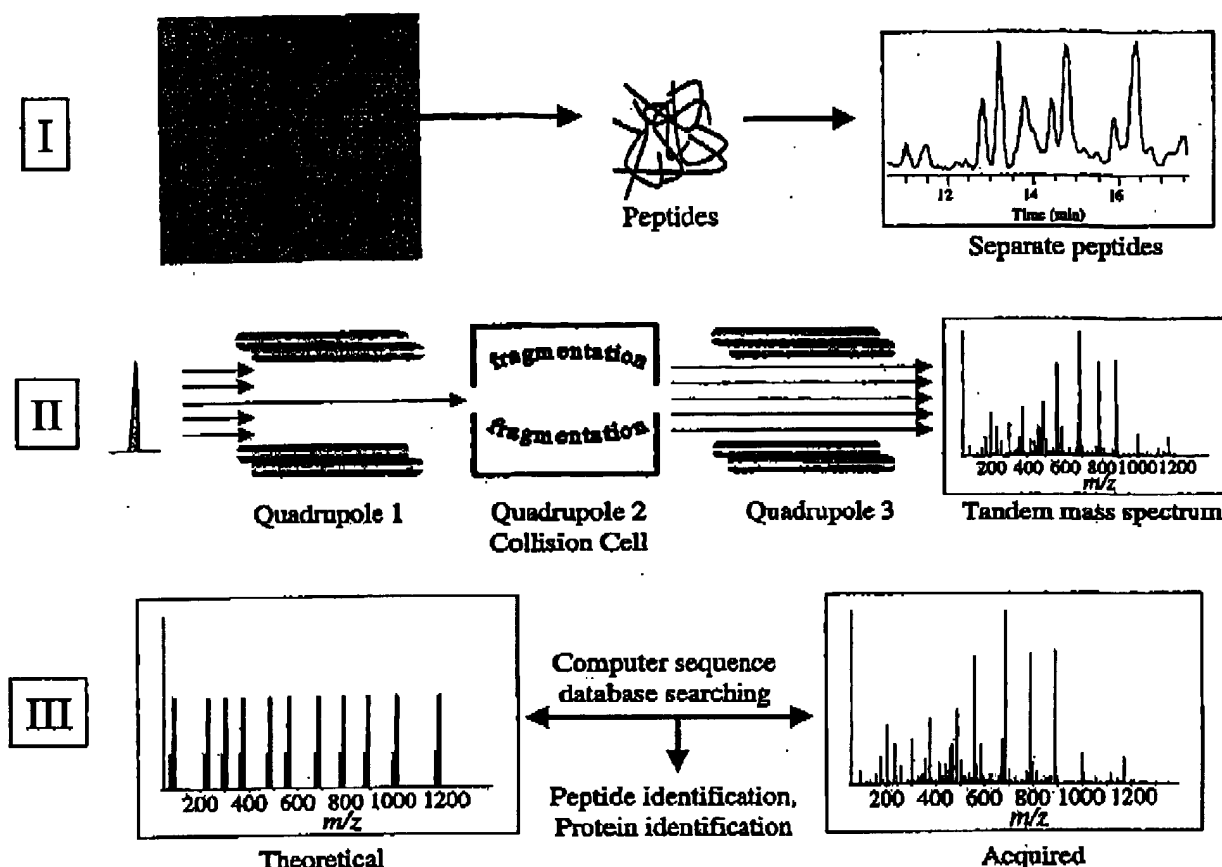 I
Peptides
12 14 16
Time (min)
Separate peptides
II
fragmentation
fragmentation
Quadrupole 1
Quadrupole 2
Collision Cell
Quadrupole 3
200 400 600 800 1000 1200
m/z
Tandem mass spectrum
III
200 400 600 800 1000 1200
m/z
Theoretical
Computer sequence
database searching
Peptide identification,
Protein identification
200 400 600 800 1000 1200
m/z
Acquired